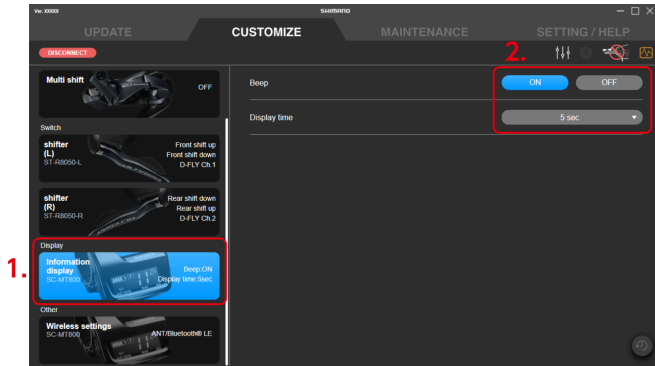 Ver. XXXXX
SHIMANO
UPDATE
CUSTOMIZE
MAINTENANCE
SETTING / HELP
DISCONNECT
2.
Multi shift
OFF
Beep
ON
OFF
Display time
5 sec
Switch
shifter
(L)
ST-R8050-L
Front shift up
Front shift down
D-FLY Ch.1
shifter
(R)
ST-R8050-R
Rear shift down
Rear shift up
D-FLY Ch.2
1.
Display
Information
display
SC-MT800
Beep:ON
Display time:5sec
Other
Wireless settings
SC-MT800
ANT/Bluetooth® LE